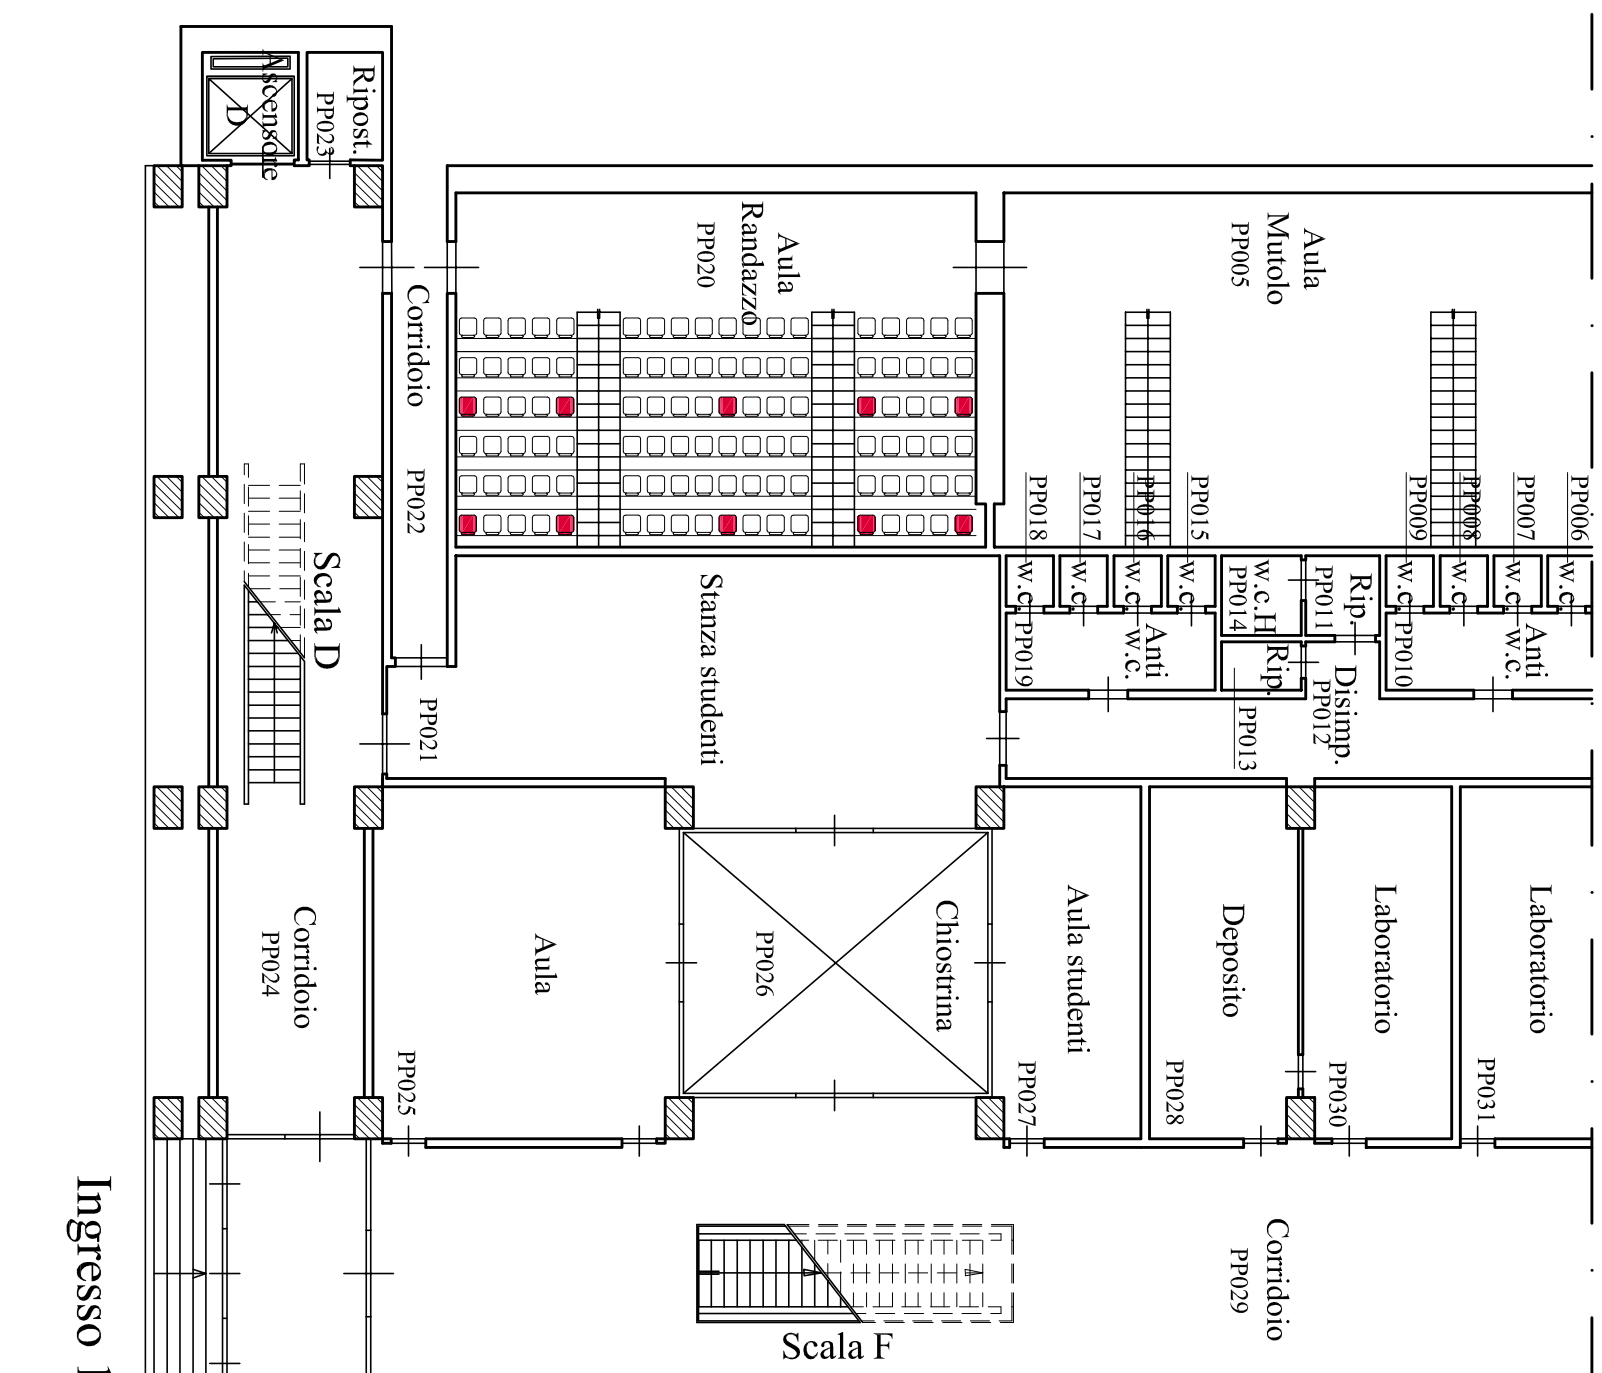 Ascensore
D
Ripost.
PP023
Aula
Randazzo
PP020
Aula
Mutolo
PP005
Corridoio
PP022
PP018
PP017
PP016
PP015
PP009
PP008
PP007
PP006
w.c.
w.c.
w.c.
w.c.
w.c.H
PP014
Rip.
PP011
w.c.
w.c.
w.c.
w.c.
Anti
w.c.
PP019
Rip.
PP013
Disimp.
PP012
Anti
w.c.
PP010
Scala D
Stanza studenti
PP021
Corridoio
PP024
Aula
PP025
Chiostrina
PP026
Aula studenti
PP027
Deposito
PP028
Laboratorio
PP030
Laboratorio
PP031
Ingresso
Scala F
Corridoio
PP029